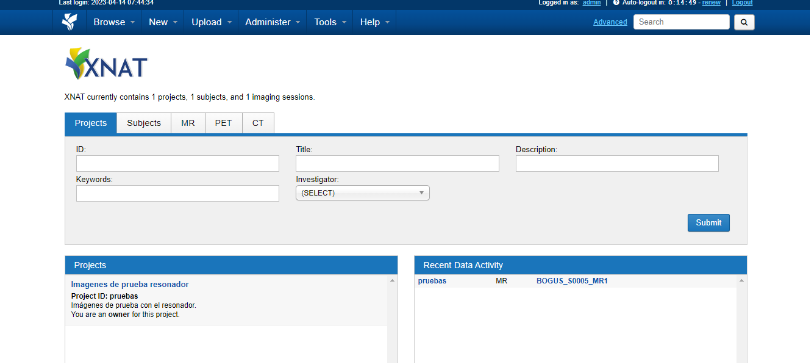 Last login: 2023-04-14 07:44:34
Logged in as: admin | Auto-logout in: 0:14:49 - renew | Logout
Browse New Upload Administer Tools Help Advanced Search
XNAT
XNAT currently contains 1 projects, 1 subjects, and 1 imaging sessions.
Projects Subjects MR PET CT
ID: Title: Description:
Keywords: Investigator:
(SELECT)
Submit
Projects
Imagenes de prueba resonador
Project ID: pruebas
Imágenes de prueba con el resonador.
You are an owner for this project.
Recent Data Activity
pruebas MR BOGUS_S0005_MR1